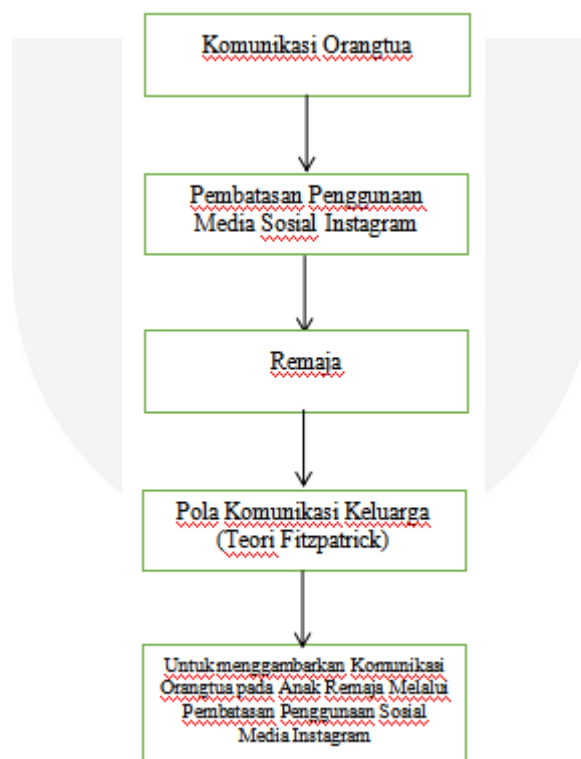 Komunikasi Orangtua
Pembatasan Penggunaan
Media Sosial Instagram
Remaja
Pola Komunikasi Keluarga
(Teori Fitzpatrick)
Untuk menggambarkan Komunikasi
Orangtua pada Anak Remaja Melalui
Pembatasan Penggunaan Sosial
Media Instagram